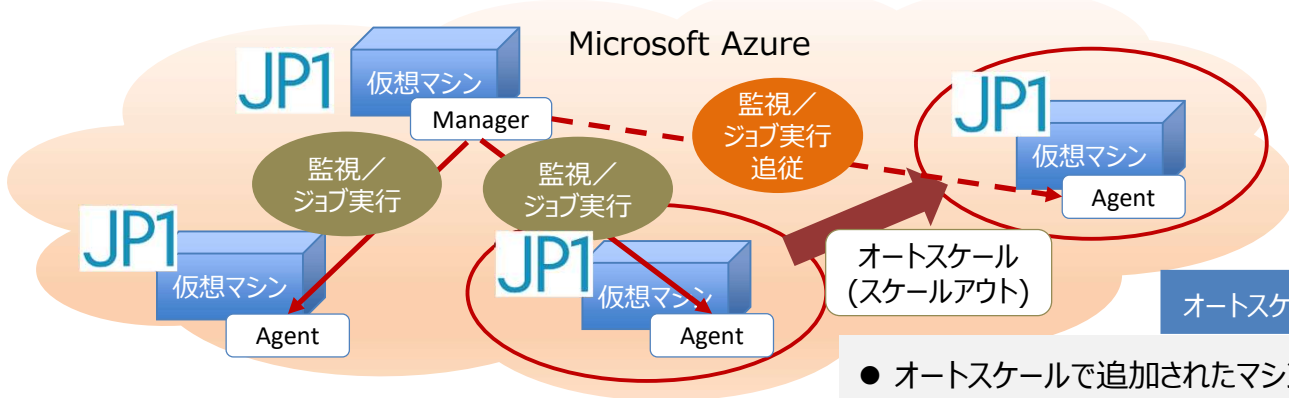 Microsoft Azure
JP1
仮想マシン
Manager
監視／
ジョブ実行
監視／
ジョブ実行
監視／
ジョブ実行
追従
JP1
仮想マシン
Agent
JP1
仮想マシン
Agent
JP1
仮想マシン
Agent
オートスケール
(スケールアウト)
オートスケ
● オートスケールで追加されたマシ